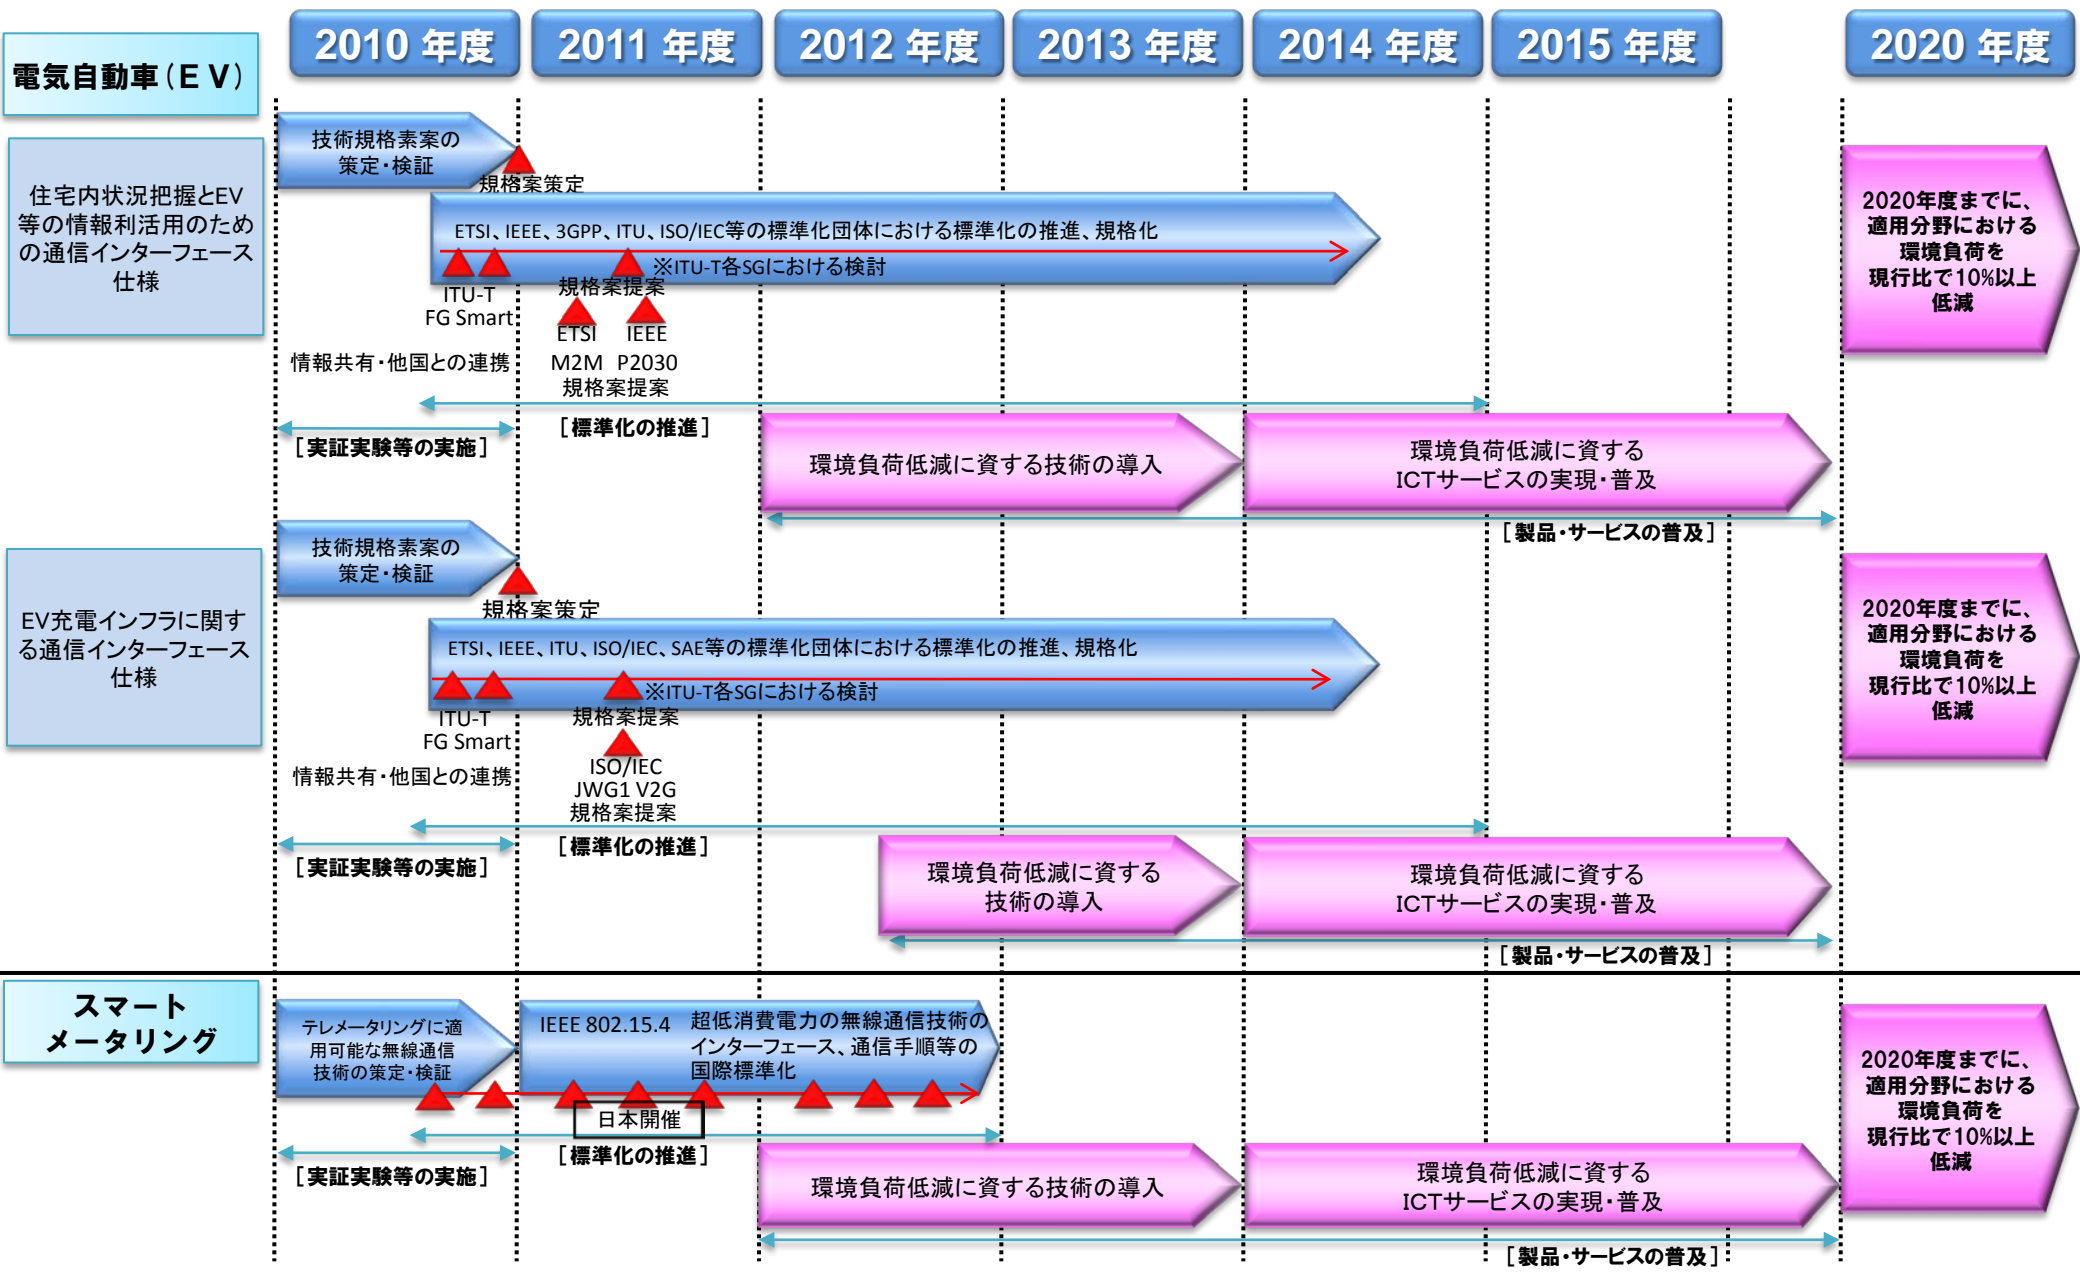 2010 年度
2011 年度
2012 年度
2013 年度
2014 年度
2015 年度
2020 年度
電気自動車(ＥＶ)
住宅内状況把握とEV
等の情報利活用のため
の通信インターフェース
仕様
技術規格素案の
策定・検証
規格案策定
ETSI、IEEE、3GPP、ITU、ISO/IEC等の標準化団体における標準化の推進、規格化
※ITU-T各SGにおける検討
ITU-T
FG Smart
規格案提案
ETSI
M2M
IEEE
P2030
規格案提案
情報共有・他国との連携
［標準化の推進］
［実証実験等の実施］
環境負荷低減に資する技術の導入
環境負荷低減に資する
ICTサービスの実現・普及
［製品・サービスの普及］
2020年度までに、
適用分野における
環境負荷を
現行比で10%以上
低減
EV充電インフラに関す
る通信インターフェース
仕様
技術規格素案の
策定・検証
規格案策定
ETSI、IEEE、ITU、ISO/IEC、SAE等の標準化団体における標準化の推進、規格化
※ITU-T各SGにおける検討
ITU-T
FG Smart
規格案提案
ISO/IEC
JWG1 V2G
規格案提案
情報共有・他国との連携
［標準化の推進］
［実証実験等の実施］
環境負荷低減に資する
技術の導入
環境負荷低減に資する
ICTサービスの実現・普及
［製品・サービスの普及］
2020年度までに、
適用分野における
環境負荷を
現行比で10%以上
低減
スマート
メータリング
テレメータリングに適
用可能な無線通信
技術の策定・検証
IEEE 802.15.4
超低消費電力の無線通信技術の
インターフェース、通信手順等の
国際標準化
日本開催
［標準化の推進］
［実証実験等の実施］
環境負荷低減に資する技術の導入
環境負荷低減に資する
ICTサービスの実現・普及
［製品・サービスの普及］
2020年度までに、
適用分野における
環境負荷を
現行比で10%以上
低減